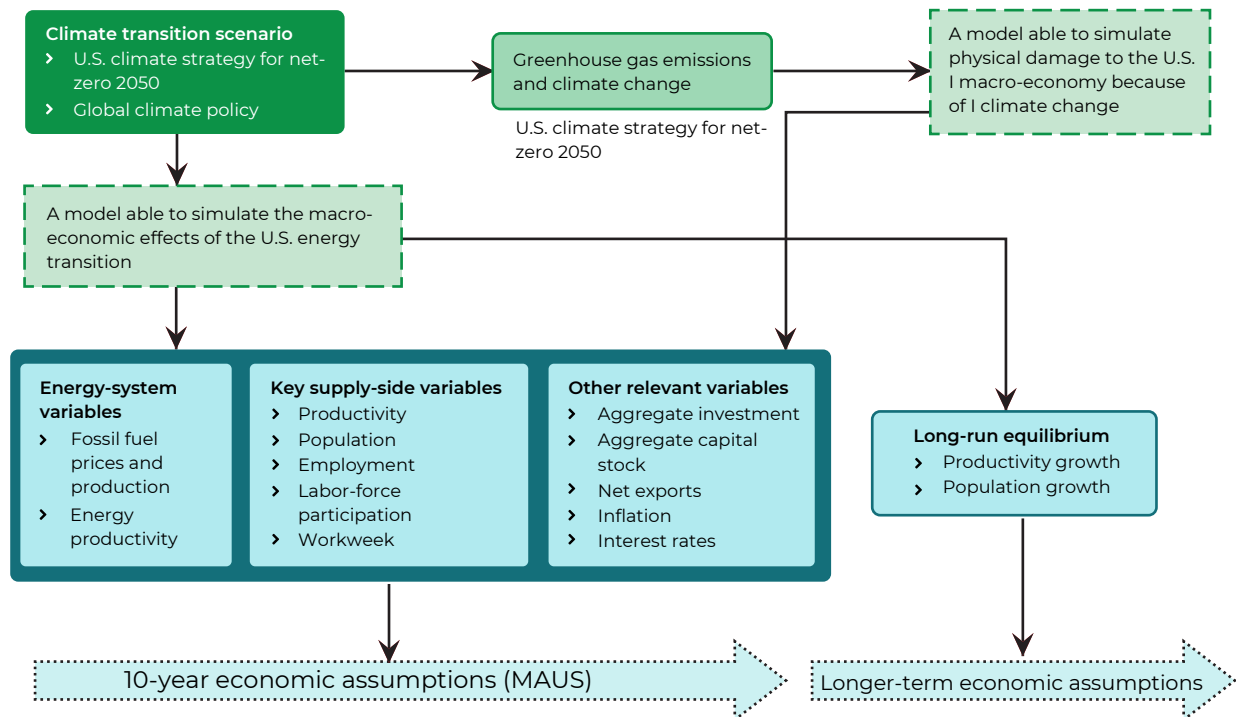 Climate transition scenario
U.S. climate strategy for net-
zero 2050
Global climate policy
Greenhouse gas emissions
and climate change
U.S. climate strategy for net-
zero 2050
A model able to simulate
physical damage to the U.S.
I macro-economy because
of I climate change
A model able to simulate the macro-
economic effects of the U.S. energy
transition
Energy-system
variables
Fossil fuel
prices and
production
Energy
productivity
Key supply-side variables
Productivity
Population
Employment
Labor-force
participation
Workweek
Other relevant variables
Aggregate investment
Aggregate capital
stock
Net exports
Inflation
Interest rates
Long-run equilibrium
Productivity growth
Population growth
10-year economic assumptions (MAUS)
Longer-term economic assumptions